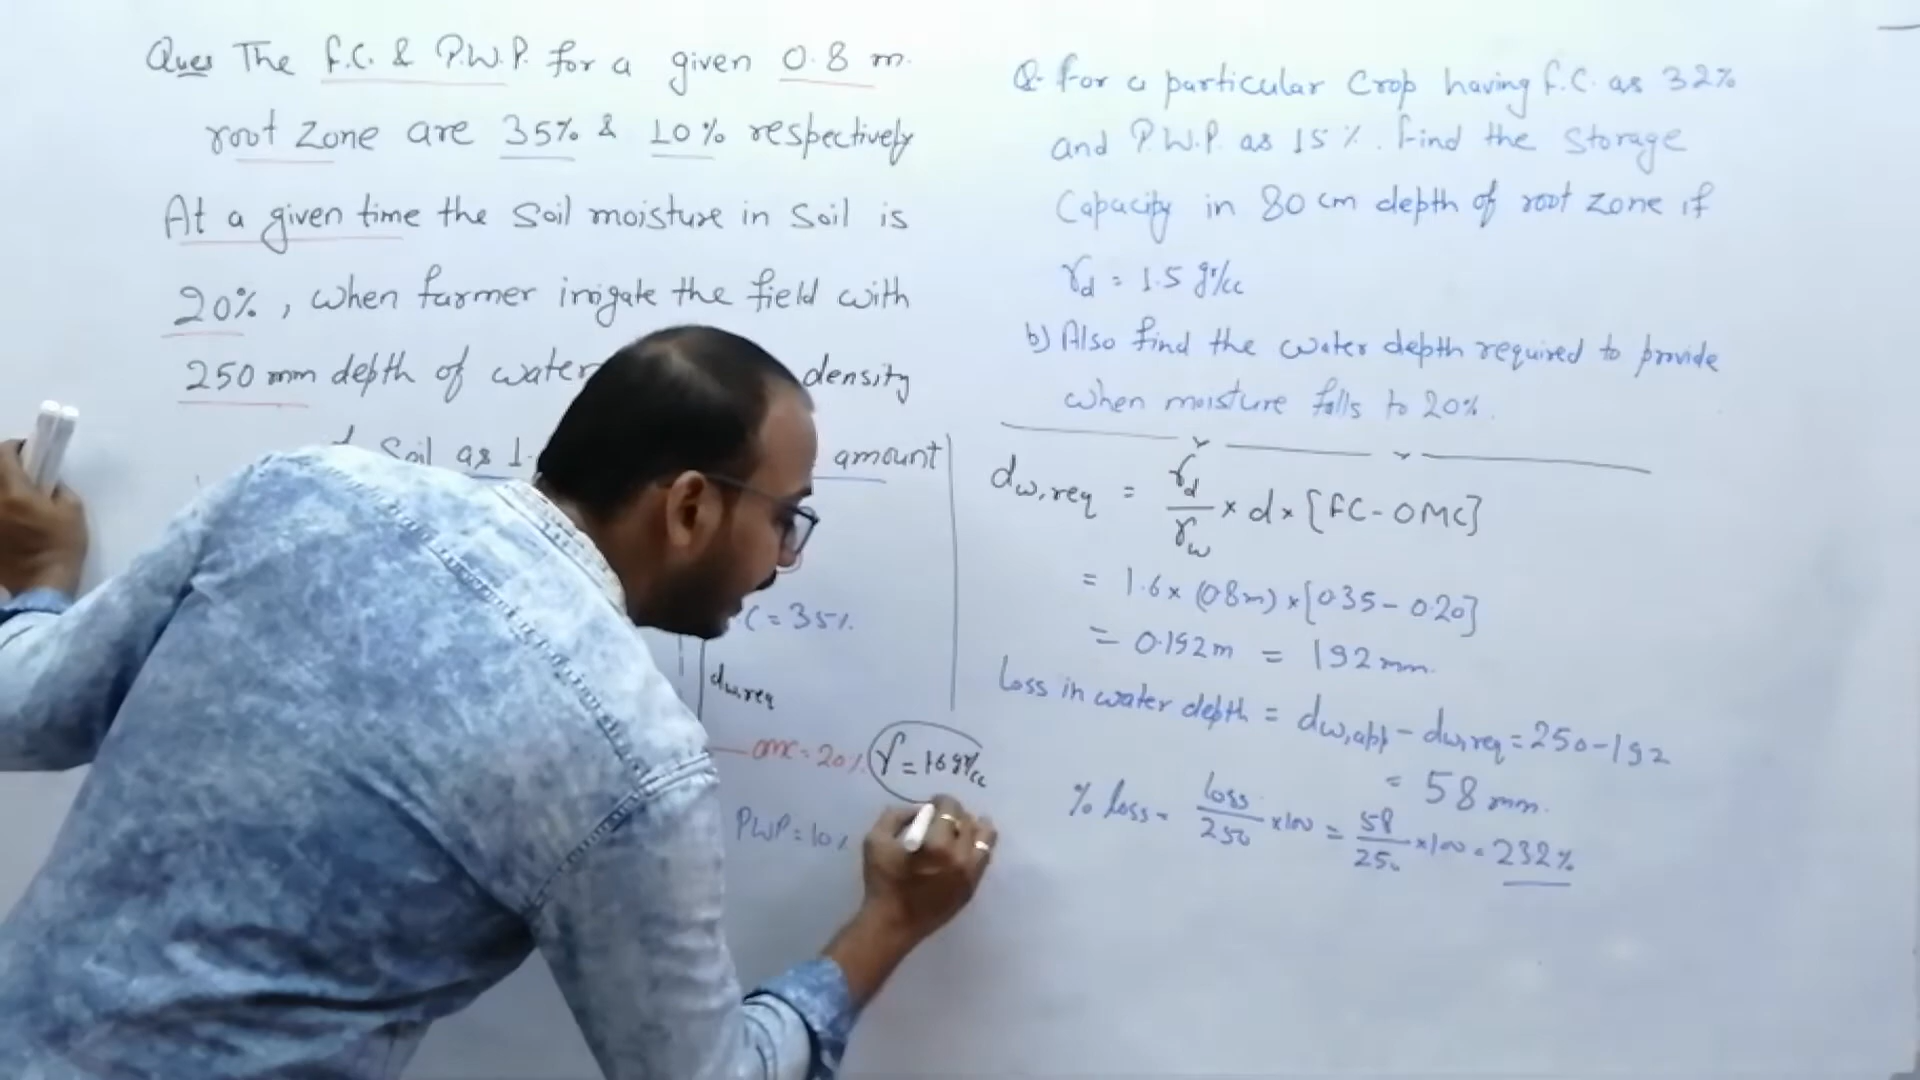 Ques The F.C. & P.W.P. for a given 0.8 m.
root zone are 35% & 10% respectively
At a given time the soil moisture in soil is
20%, when farmer irrigate the field with
250 mm depth of water density
Soil as 1. amount
C = 35%
dw,req
OMC = 20%
γ = 1.6 gr/cc
PWP = 10%
Q. For a particular crop having F.C. as 32%
and P.W.P. as 15%. Find the storage
Capacity in 80 cm depth of root zone if
γd = 1.5 gr/cc
b) Also find the water depth required to provide
when moisture falls to 20%.
dw,req = γd/γw × d × [FC - OMC]
= 1.6 × (0.8m) × [0.35 - 0.20]
= 0.192m = 192 mm.
Loss in water depth = dw,app - dw,req = 250 - 192
= 58 mm.
% loss = loss/250 × 100 = 58/250 × 100 = 23.2%